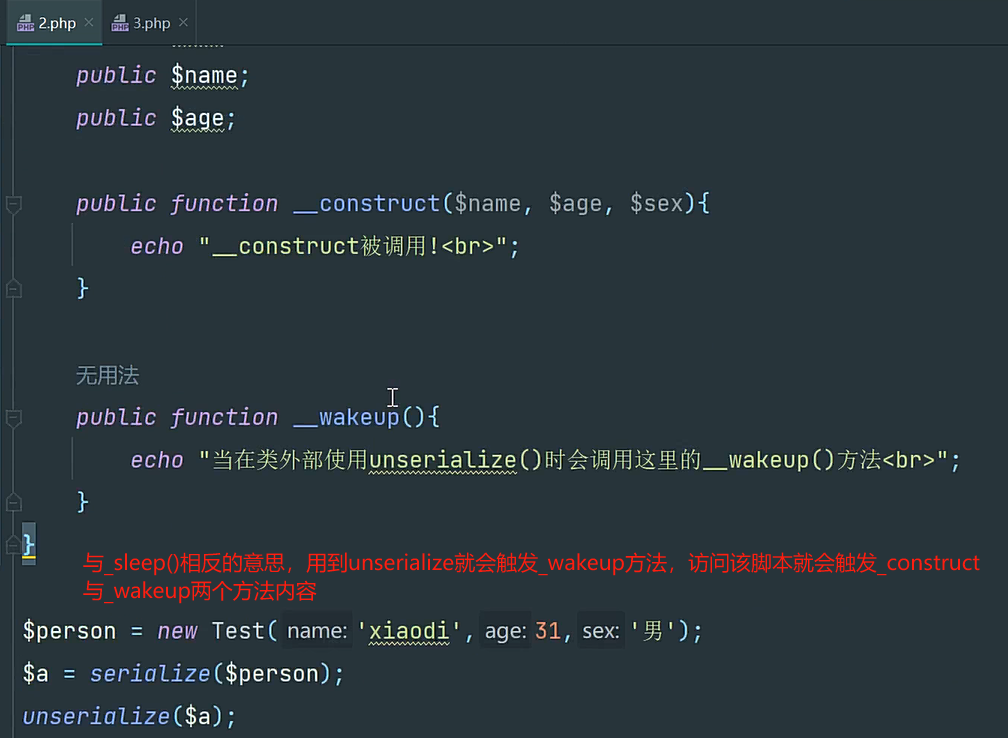 2.php 3.php
public $name;
public $age;
public function __construct($name, $age, $sex){
echo "__construct被调用!<br>";
}
无用法
public function __wakeup(){
echo "当在类外部使用unserialize()时会调用这里的__wakeup()方法<br>";
}
}
与_sleep()相反的意思，用到unserialize就会触发_wakeup方法，访问该脚本就会触发_construct
与_wakeup两个方法内容
$person = new Test( name: 'xiaodi', age: 31, sex: '男');
$a = serialize($person);
unserialize($a);